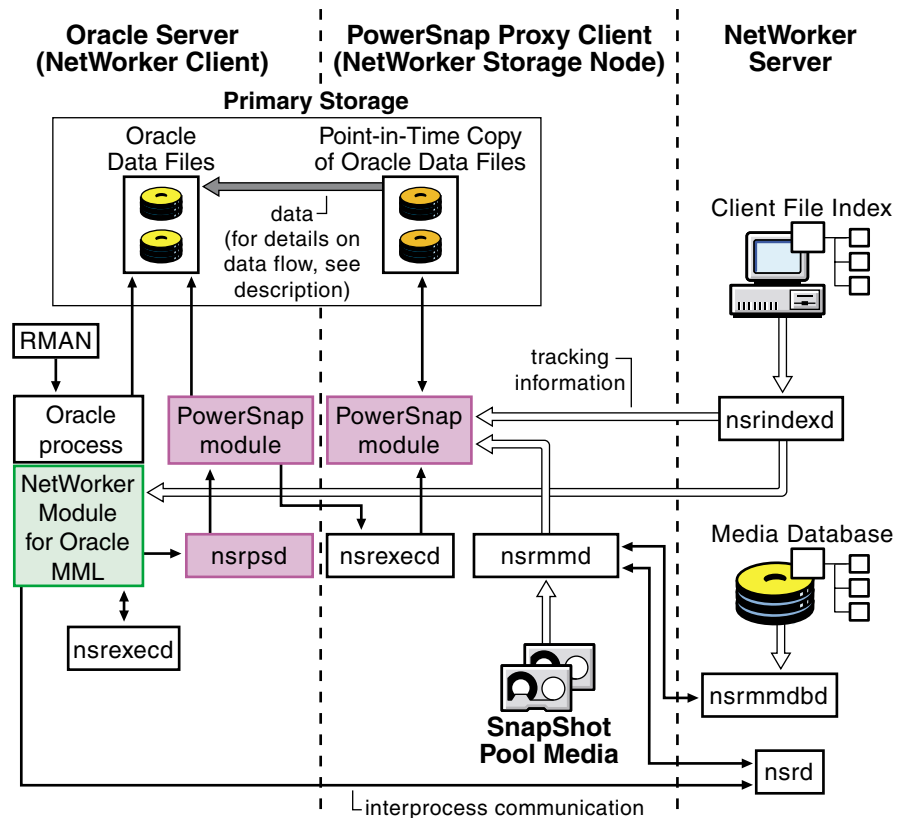 Oracle Server
(NetWorker Client)
PowerSnap Proxy Client
(NetWorker Storage Node)
NetWorker
Server
Primary Storage
Oracle
Data Files
Point-in-Time Copy
of Oracle Data Files
data
(for details on
data flow, see
description)
Client File Index
RMAN
tracking
information
Oracle
process
PowerSnap
module
PowerSnap
module
nsrindexd
NetWorker
Module
for Oracle
MML
nsrpsd
nsrexecd
nsrmmd
Media Database
nsrexecd
nsrmmdbd
SnapShot
Pool Media
nsrd
interprocess communication